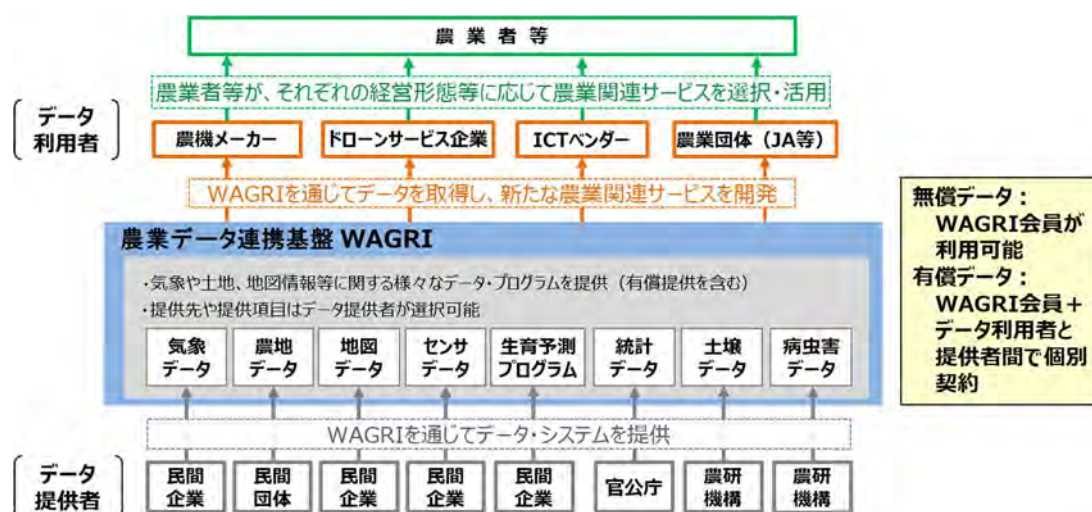 農業者等
農業者等が、それぞれの経営形態等に応じて農業関連サービスを選択・活用
データ
利用者
農機メーカー
ドローンサービス企業
ICTベンダー
農業団体（JA等）
WAGRIを通じてデータを取得し、新たな農業関連サービスを開発
農業データ連携基盤 WAGRI
・気象や土地、地図情報等に関する様々なデータ・プログラムを提供（有償提供を含む）
・提供先や提供項目はデータ提供者が選択可能
気象
データ
農地
データ
地図
データ
センサ
データ
生育予測
プログラム
統計
データ
土壌
データ
病虫害
データ
WAGRIを通じてデータ・システムを提供
データ
提供者
民間
企業
民間
団体
民間
企業
民間
企業
民間
企業
官公庁
農研
機構
農研
機構
無償データ：
WAGRI会員が
利用可能
有償データ：
WAGRI会員＋
データ利用者と
提供者間で個別
契約